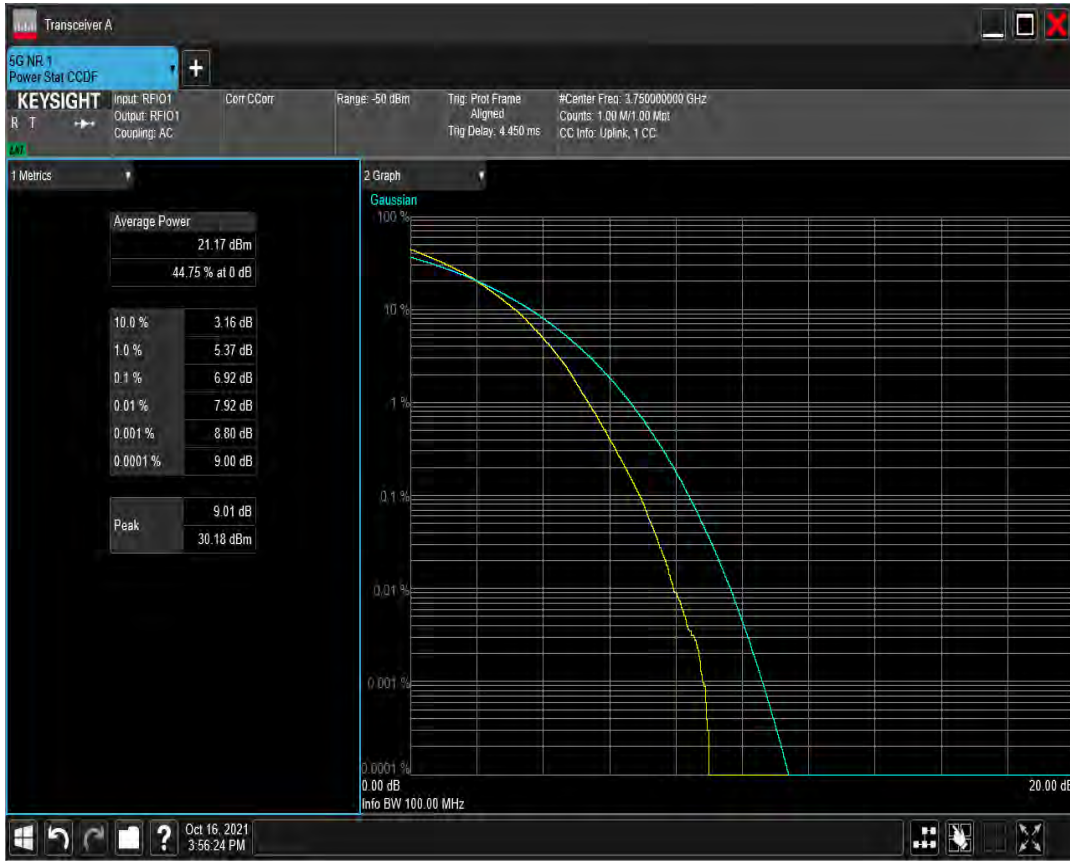 Transceiver A
5G NR 1
Power Stat CCDF
+
KEYSIGHT
R T
LXI
Input: RFIO1
Output: RFIO1
Coupling: AC
Corr CCorr
Range: -50 dBm
Trig: Prot Frame
Aligned
Trig Delay: 4.450 ms
#Center Freq: 3.750000000 GHz
Counts: 1.00 M/1.00 Mpt
CC Info: Uplink, 1 CC
1 Metrics
Average Power
21.17 dBm
44.75 % at 0 dB
10.0 % 3.16 dB
1.0 % 5.37 dB
0.1 % 6.92 dB
0.01 % 7.92 dB
0.001 % 8.80 dB
0.0001 % 9.00 dB
Peak
9.01 dB
30.18 dBm
2 Graph
Gaussian
100 %
10 %
1 %
0.1 %
0.01 %
0.001 %
0.0001 %
0.00 dB 20.00 dB
Info BW 100.00 MHz
?
Oct 16, 2021
3:56:24 PM